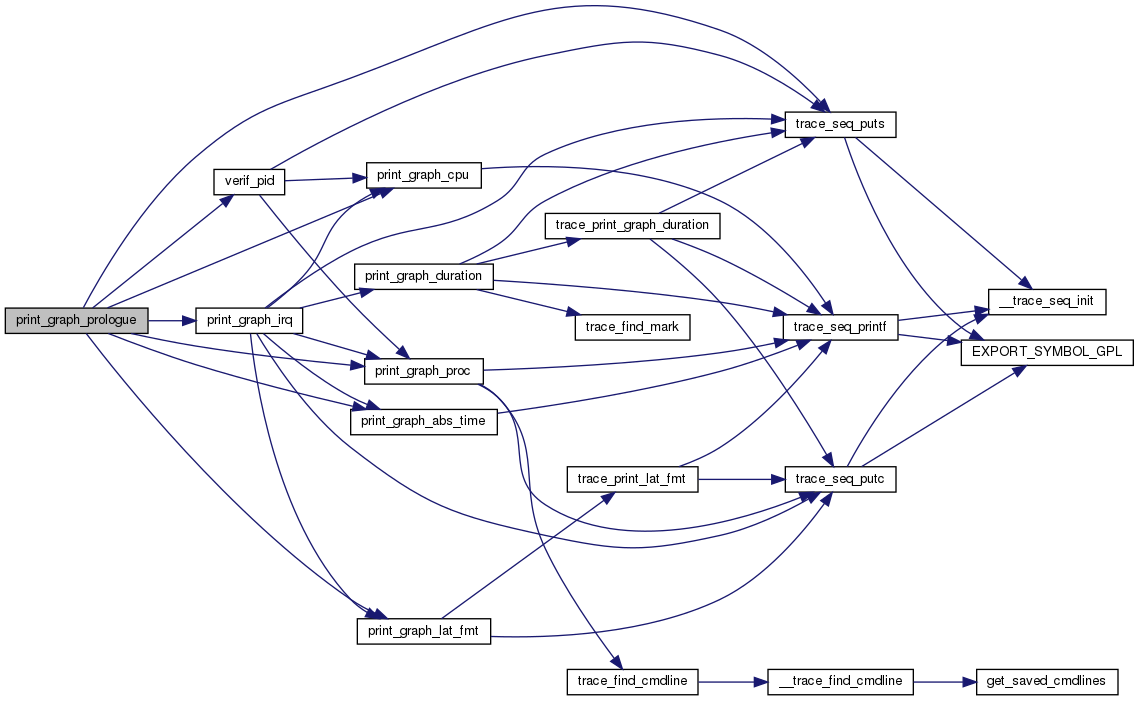 trace_seq_puts
verif_pid
print_graph_cpu
trace_print_graph_duration
print_graph_duration
__trace_seq_init
print_graph_prologue
print_graph_irq
trace_find_mark
trace_seq_printf
EXPORT_SYMBOL_GPL
print_graph_proc
print_graph_abs_time
trace_print_lat_fmt
trace_seq_putc
print_graph_lat_fmt
trace_find_cmdline
__trace_find_cmdline
get_saved_cmdlines